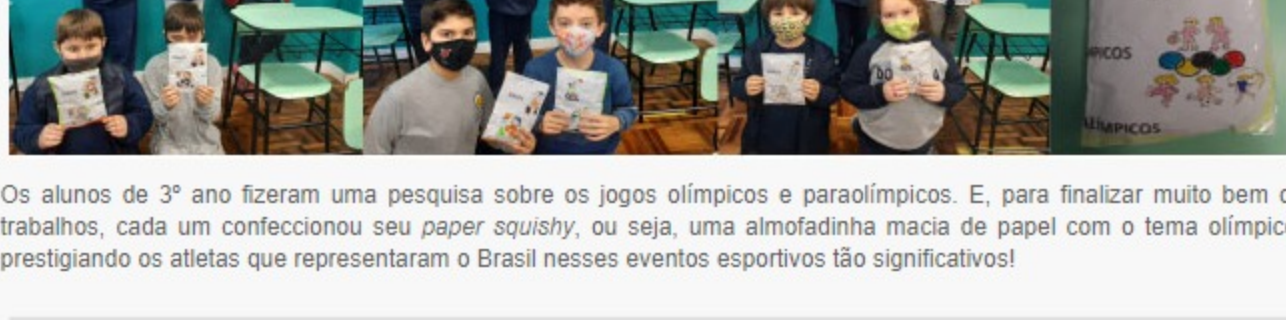 PICOS
LÍMPICOS
Os alunos de 3º ano fizeram uma pesquisa sobre os jogos olímpicos e paraolímpicos. E, para finalizar muito bem
trabalhos, cada um confeccionou seu paper squishy, ou seja, uma almofadinha macia de papel com o tema olímpic
prestigiando os atletas que representaram o Brasil nesses eventos esportivos tão significativos!